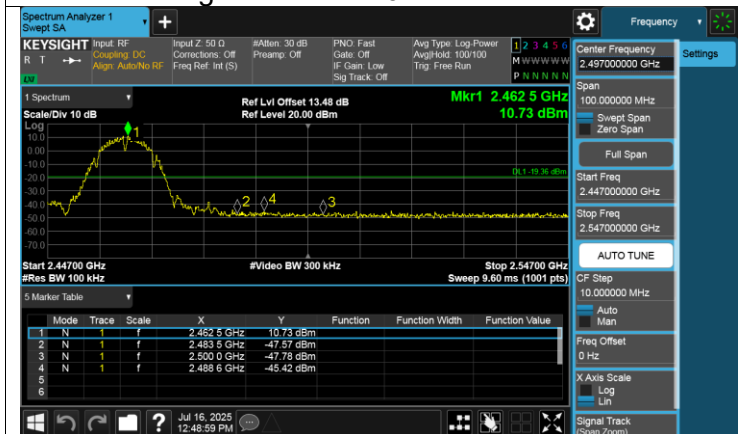 Spectrum Analyzer 1
Swept SA
Frequency
KEYSIGHT
R T
LV
Input: RF
Coupling: DC
Align: Auto/No RF
Input Z: 50 Ω
Corrections: Off
Freq Ref: Int (S)
#Atten: 30 dB
Preamp: Off
PNO: Fast
Gate: Off
IF Gain: Low
Sig Track: Off
Avg Type: Log-Power
Avg|Hold: 100/100
Trig: Free Run
1 2 3 4 5 6
M W W W W W
P N N N N N
Center Frequency
2.497000000 GHz
Settings
Span
100.000000 MHz
Swept Span
Zero Span
Full Span
Start Freq
2.447000000 GHz
Stop Freq
2.547000000 GHz
AUTO TUNE
CF Step
10.000000 MHz
Auto
Man
Freq Offset
0 Hz
X Axis Scale
Log
Lin
Signal Track
(Span Zoom)
1 Spectrum
Scale/Div 10 dB
Ref Lvl Offset 13.48 dB
Ref Level 20.00 dBm
Mkr1 2.462 5 GHz
10.73 dBm
Log
10.0
0.00
-10.0
-20.0
-30.0
-40.0
-50.0
-60.0
-70.0
1
2
4
3
DL1 -19.36 dBm
Start 2.44700 GHz
#Res BW 100 kHz
#Video BW 300 kHz
Stop 2.54700 GHz
Sweep 9.60 ms (1001 pts)
5 Marker Table
Mode Trace Scale X Y Function Function Width Function Value
1 N 1 f 2.462 5 GHz 10.73 dBm
2 N 1 f 2.483 5 GHz -47.57 dBm
3 N 1 f 2.500 0 GHz -47.78 dBm
4 N 1 f 2.488 6 GHz -45.42 dBm
5
6
?
Jul 16, 2025
12:48:59 PM